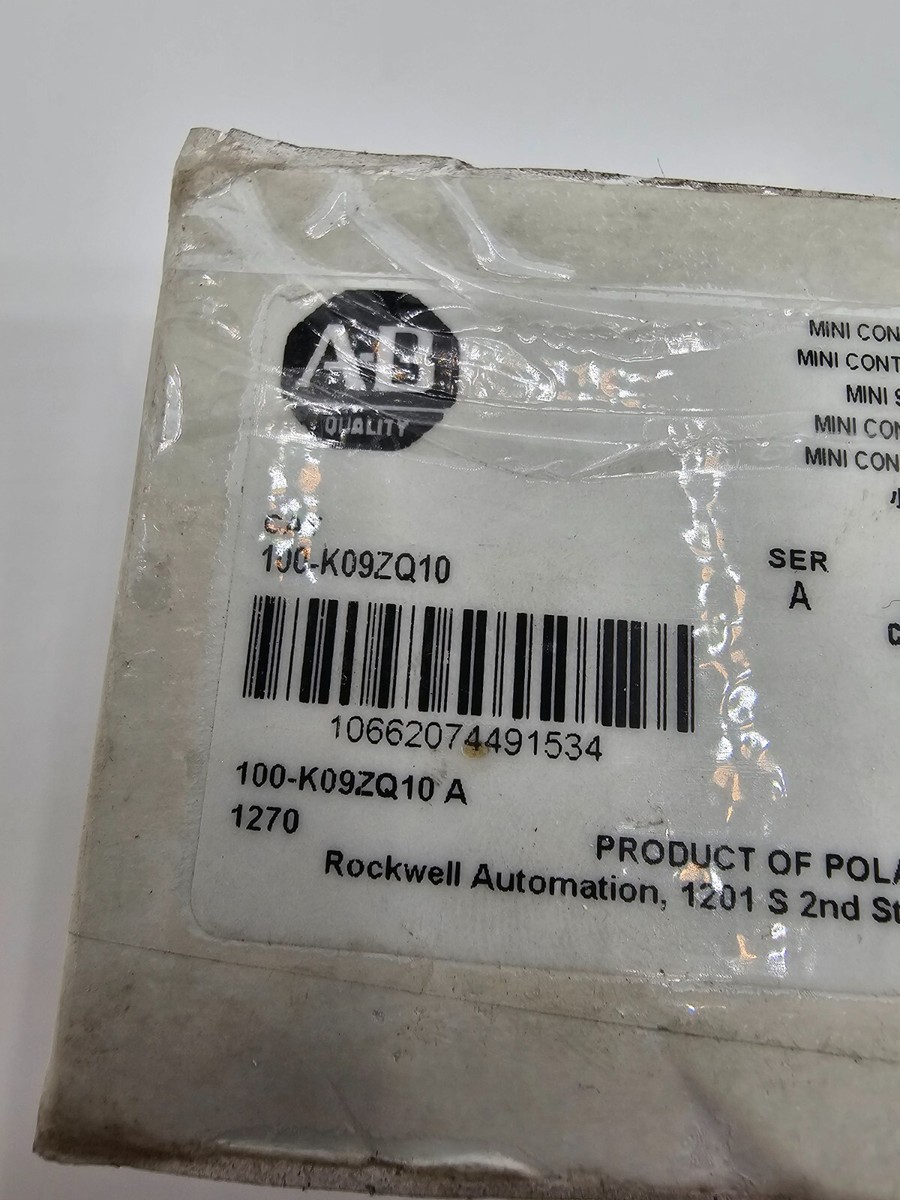 A-B
QUALITY
MINI CON
MINI CONT
MINI S
MINI CON
MINI CON
CAT
100-K09ZQ10
SER
A
10662074491534
100-K09ZQ10 A
1270
PRODUCT OF POLA
Rockwell Automation, 1201 S 2nd St